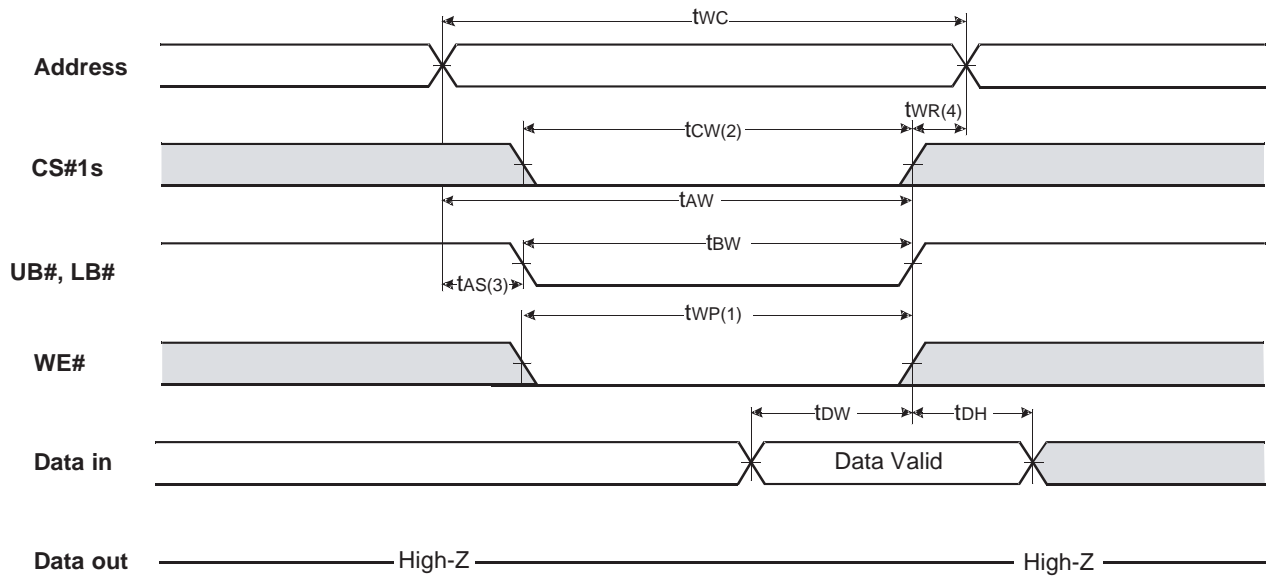 tWC
Address
tWR(4)
tCW(2)
CS#1s
tAW
tBW
UB#, LB#
tAS(3)
tWP(1)
WE#
tDW
tDH
Data in
Data Valid
Data out
High-Z
High-Z